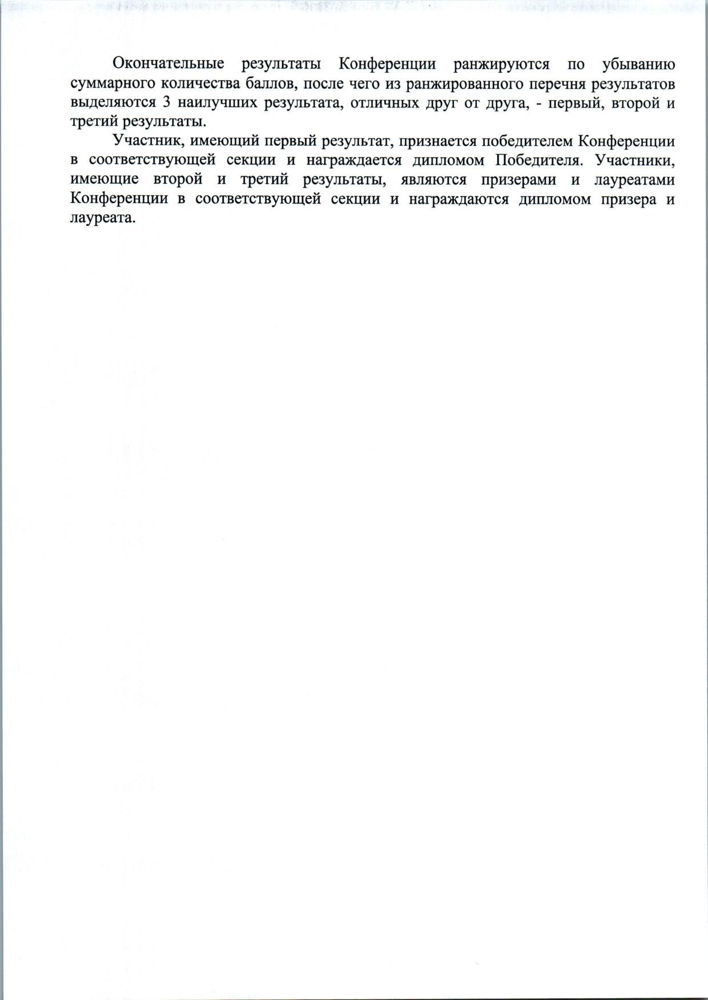 Окончательные результаты Конференции ранжируются по убыванию
суммарного количества баллов, после чего из ранжированного перечня результатов
выделяются 3 наилучших результата, отличных друг от друга, - первый, второй и
третий результаты.
Участник, имеющий первый результат, признается победителем Конференции
в соответствующей секции и награждается дипломом Победителя. Участники,
имеющие второй и третий результаты, являются призерами и лауреатами
Конференции в соответствующей секции и награждаются дипломом призера и
лауреата.